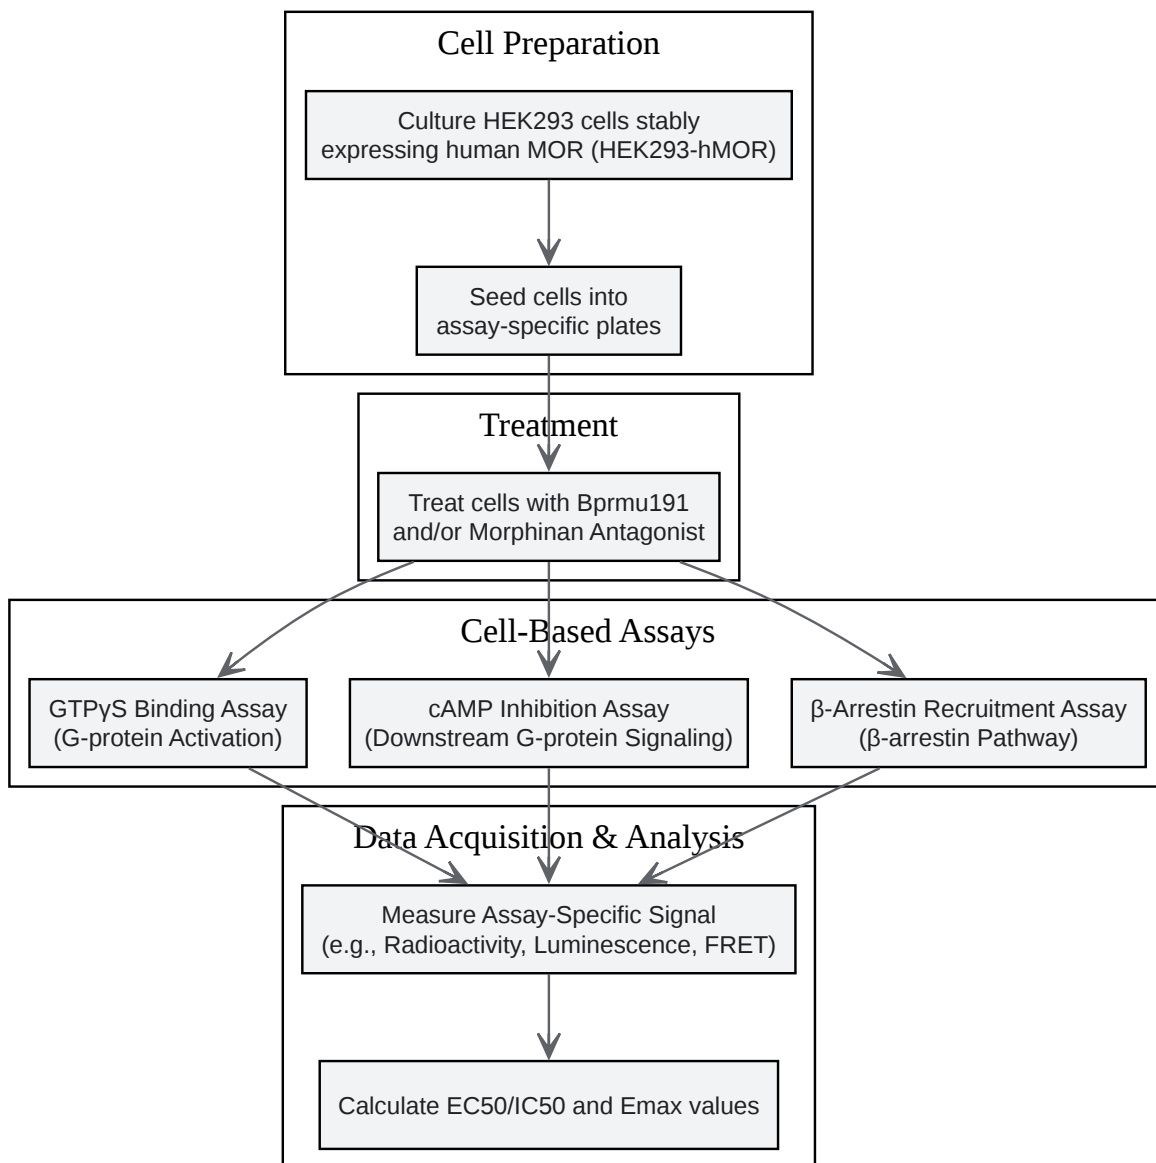 Cell Preparation
Culture HEK293 cells stably
expressing human MOR (HEK293-hMOR)
Seed cells into
assay-specific plates
Treatment
Treat cells with Bprmu191
and/or Morphinan Antagonist
Cell-Based Assays
GTPγS Binding Assay
(G-protein Activation)
cAMP Inhibition Assay
(Downstream G-protein Signaling)
β-Arrestin Recruitment Assay
(β-arrestin Pathway)
Data Acquisition & Analysis
Measure Assay-Specific Signal
(e.g., Radioactivity, Luminescence, FRET)
Calculate EC50/IC50 and Emax values